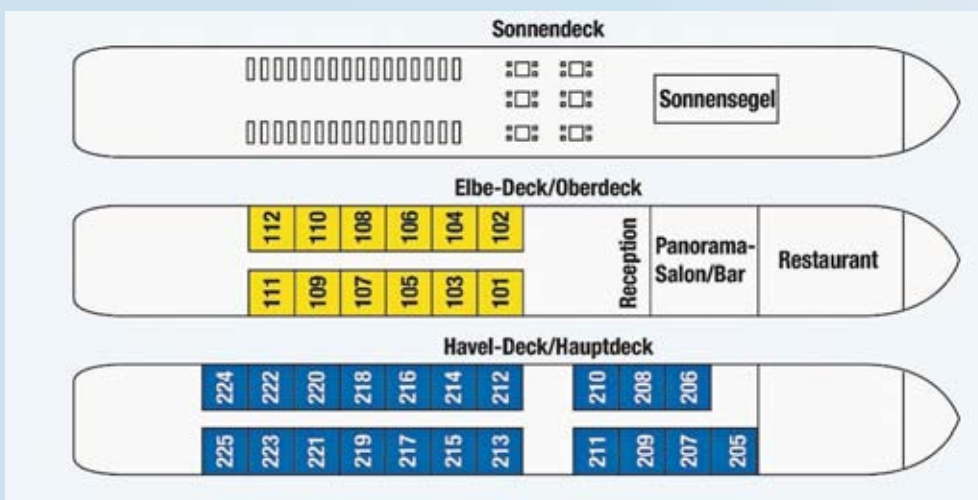 Sonnendeck
Sonnensegel
Elbe-Deck/Oberdeck
112 110 108 106 104 102
Reception
Panorama-
Salon/Bar
Restaurant
111 109 107 105 103 101
Havel-Deck/Hauptdeck
224 222 220 218 216 214 212 210 208 206
225 223 221 219 217 215 213 211 209 207 205